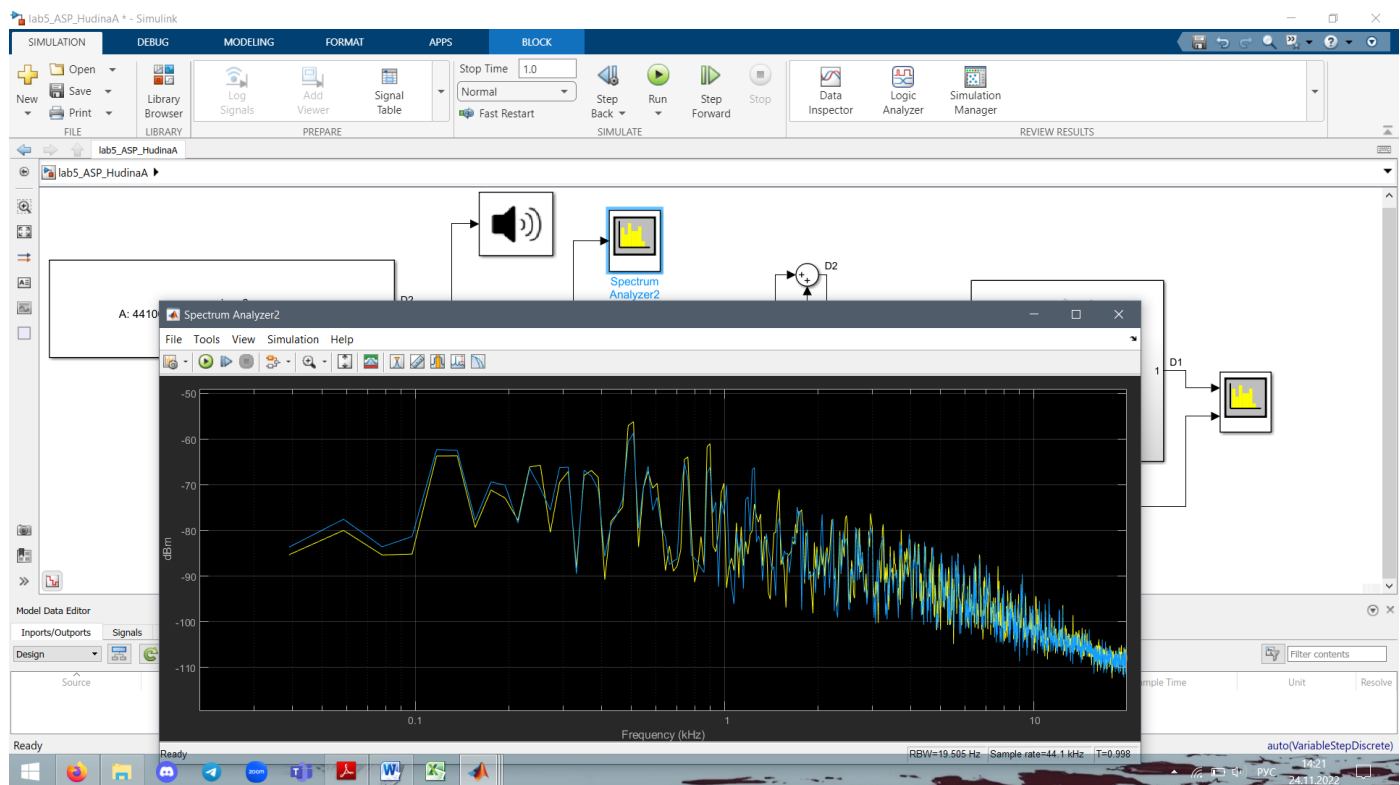 lab5_ASP_HudinaA * - Simulink
SIMULATION DEBUG MODELING FORMAT APPS BLOCK
New
Open
Save
Print
FILE
Library
Browser
LIBRARY
Log
Signals
Add
Viewer
Signal
Table
PREPARE
Stop Time 1.0
Normal
Fast Restart
Step
Back
Run
Step
Forward
Stop
SIMULATE
Data
Inspector
Logic
Analyzer
Simulation
Manager
REVIEW RESULTS
lab5_ASP_HudinaA
lab5_ASP_HudinaA
Spectrum
Analyzer2
D2
A: 4410
1
D1
Spectrum Analyzer2
File Tools View Simulation Help
-50
-60
-70
-80
-90
-100
-110
dBm
0.1 1 10
Frequency (kHz)
Ready
RBW=19.505 Hz Sample rate=44.1 kHz T=0.998
Model Data Editor
Inports/Outports Signals
Design
Filter contents
Source
Unit Resolve
Ready
auto(VariableStepDiscrete)
zoom
РУС
14:21
24.11.2022